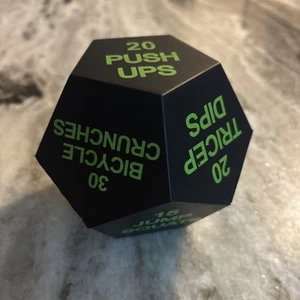 20
PUSH
UPS
20
TRICEP
DIPS
30
BICYCLE
CRUNCHES
15
JUMP
SQUATS